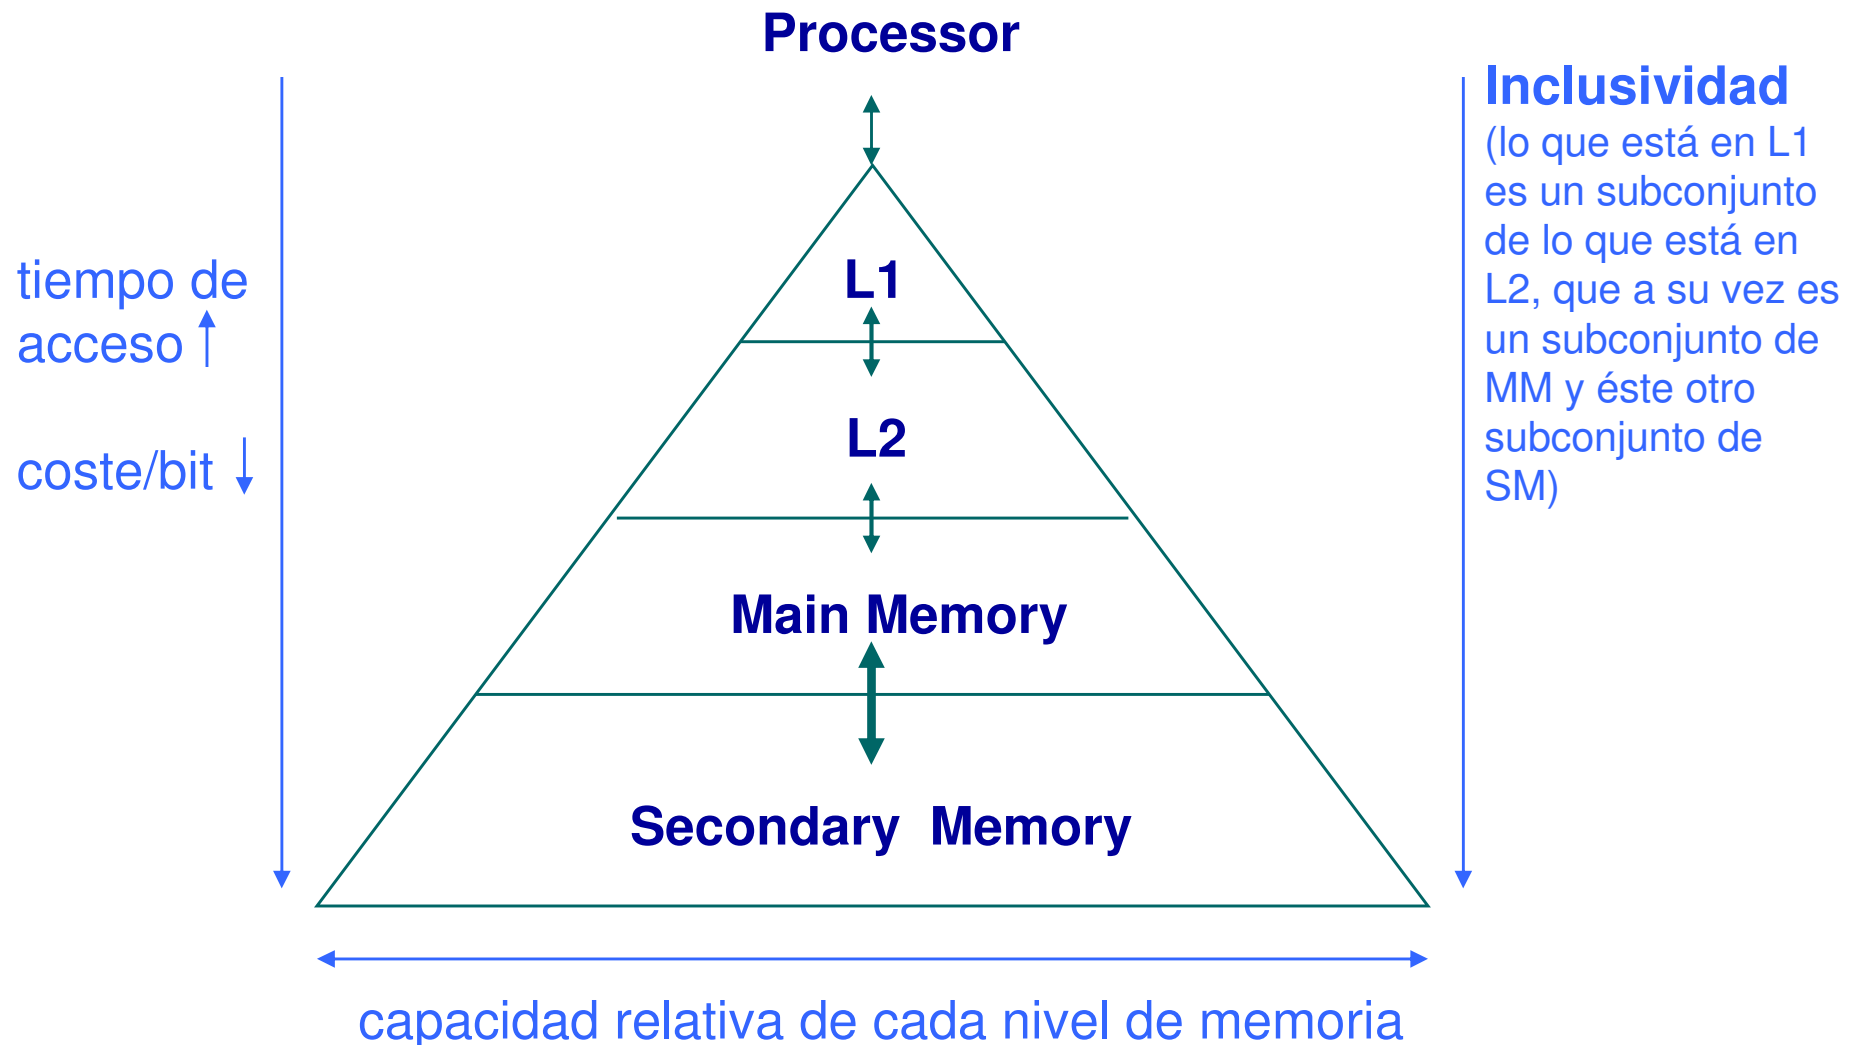 Processor
tiempo de
acceso
coste/bit
L1
L2
Main Memory
Secondary Memory
Inclusividad
(lo que está en L1
es un subconjunto
de lo que está en
L2, que a su vez es
un subconjunto de
MM y éste otro
subconjunto de
SM)
capacidad relativa de cada nivel de memoria